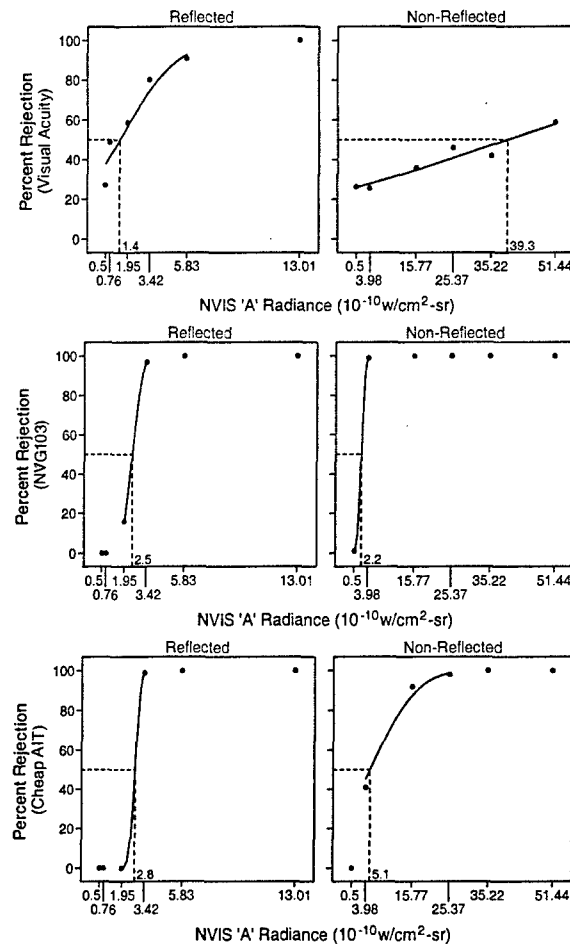 Reflected Non-Reflected
Percent Rejection
(Visual Acuity)
100
80
60
40
20
0
1.4 39.3
0.5 1.95 5.83 13.01 0.5 15.77 35.22 51.44
0.76 3.42 3.98 25.37
NVIS 'A' Radiance (10⁻¹⁰w/cm²-sr)
Reflected Non-Reflected
Percent Rejection
(NVG103)
100
80
60
40
20
0
2.5 2.2
0.5 1.95 5.83 13.01 0.5 15.77 35.22 51.44
0.76 3.42 3.98 25.37
NVIS 'A' Radiance (10⁻¹⁰w/cm²-sr)
Reflected Non-Reflected
Percent Rejection
(Cheap AIT)
100
80
60
40
20
0
2.8 5.1
0.5 1.95 5.83 13.01 0.5 15.77 35.22 51.44
0.76 3.42 3.98 25.37
NVIS 'A' Radiance (10⁻¹⁰w/cm²-sr)